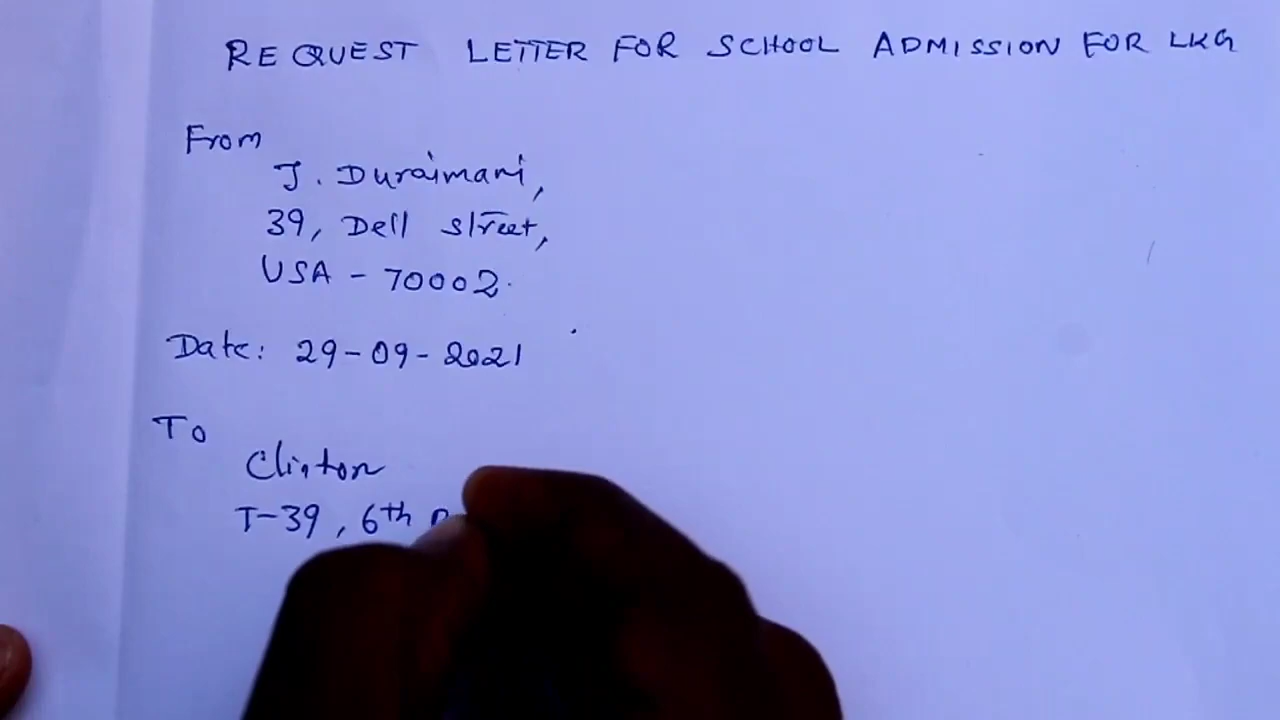 REQUEST LETTER FOR SCHOOL ADMISSION FOR LKG
From
J. Duraimani,
39, Dell street,
USA - 70002.
Date: 29-09-2021
To
Clinton
T-39, 6th